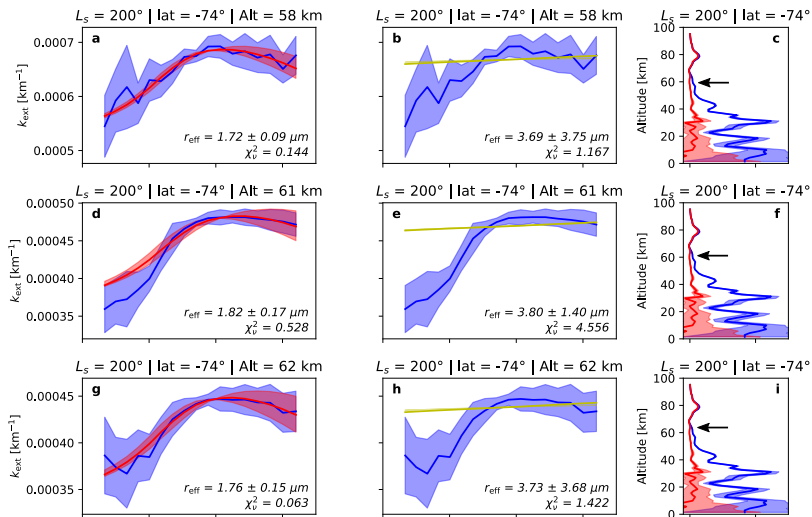 L_s = 200° | lat = -74° | Alt = 58 km
L_s = 200° | lat = -74° | Alt = 58 km
L_s = 200° | lat = -74°
a
b
c
k_ext [km⁻¹]
0.0007
0.0006
0.0005
r_eff = 1.72 ± 0.09 μm
χ²_ν = 0.144
r_eff = 3.69 ± 3.75 μm
χ²_ν = 1.167
Altitude [km]
100
80
60
40
20
0
L_s = 200° | lat = -74° | Alt = 61 km
L_s = 200° | lat = -74° | Alt = 61 km
L_s = 200° | lat = -74°
d
e
f
k_ext [km⁻¹]
0.00050
0.00045
0.00040
0.00035
r_eff = 1.82 ± 0.17 μm
χ²_ν = 0.528
r_eff = 3.80 ± 1.40 μm
χ²_ν = 4.556
Altitude [km]
100
80
60
40
20
0
L_s = 200° | lat = -74° | Alt = 62 km
L_s = 200° | lat = -74° | Alt = 62 km
L_s = 200° | lat = -74°
g
h
i
k_ext [km⁻¹]
0.00045
0.00040
0.00035
r_eff = 1.76 ± 0.15 μm
χ²_ν = 0.063
r_eff = 3.73 ± 3.68 μm
χ²_ν = 1.422
Altitude [km]
100
80
60
40
20
0